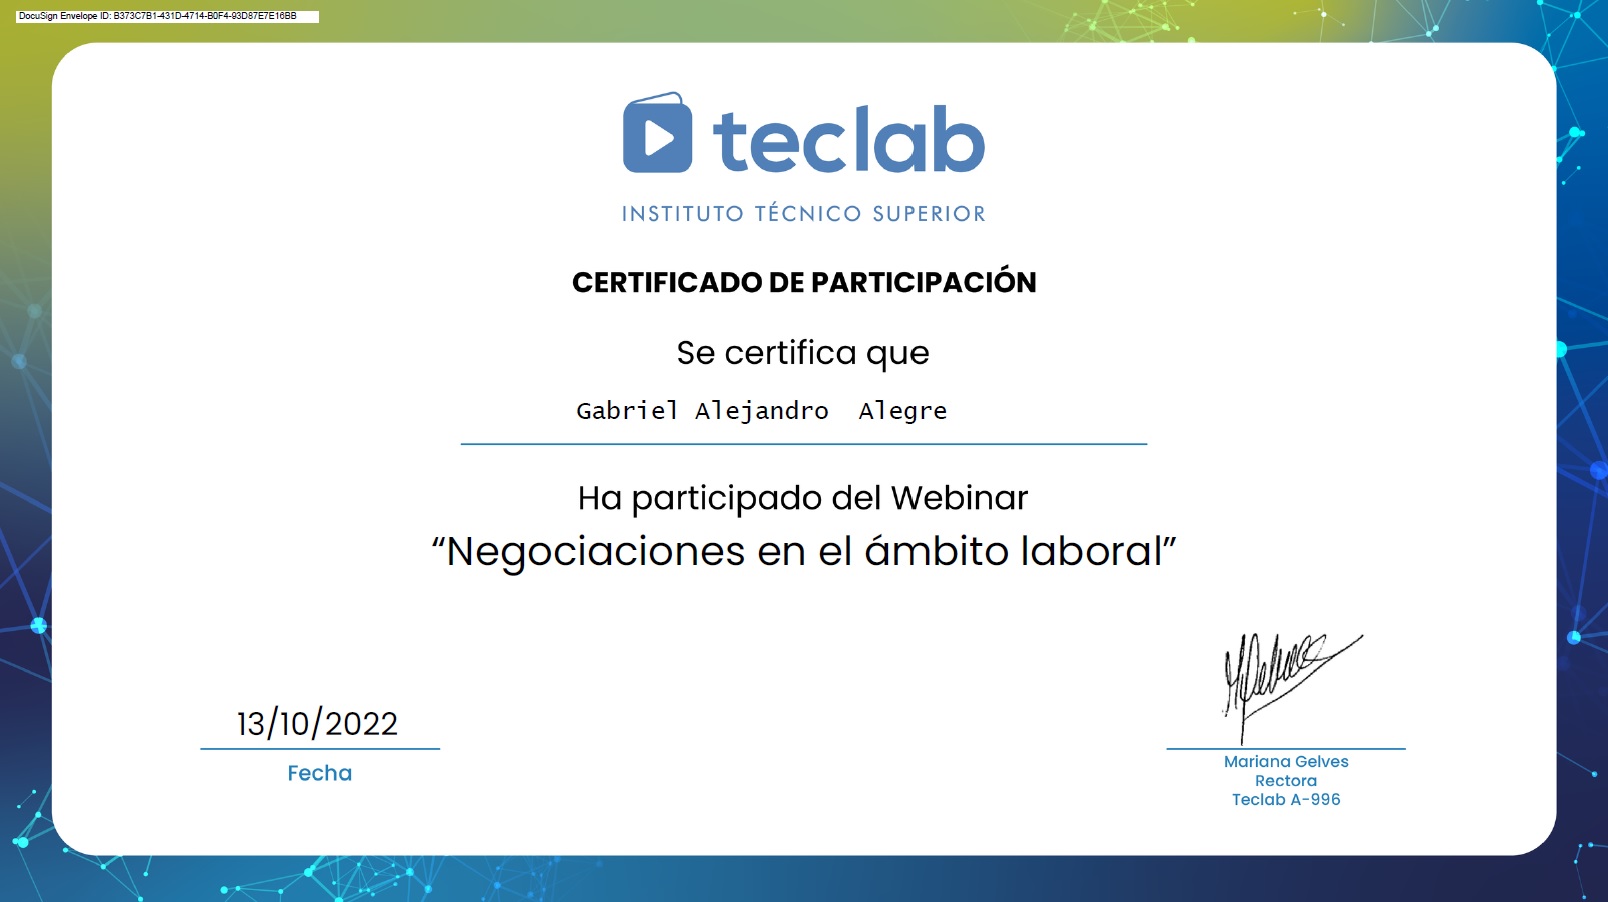 DocuSign Envelope ID: B373C7B1-431D-4714-B0F4-93D87E7E16BB
teclab
INSTITUTO TÉCNICO SUPERIOR
CERTIFICADO DE PARTICIPACIÓN
Se certifica que
Gabriel Alejandro  Alegre
Ha participado del Webinar
“Negociaciones en el ámbito laboral”
13/10/2022
Fecha
Mariana Gelves
Rectora
Teclab A-996